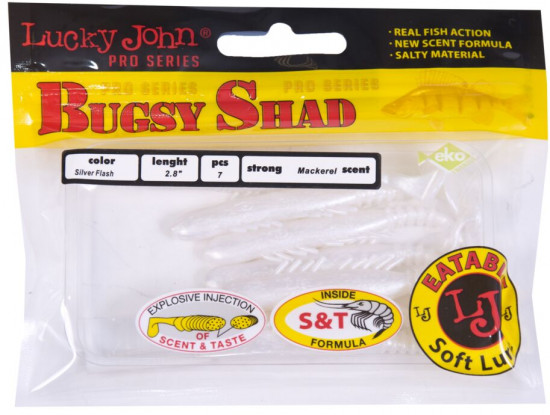 Lucky John®
PRO SERIES
· REAL FISH ACTION
· NEW SCENT FORMULA
· SALTY MATERIAL
PRO SERIES
PRO SERIES
BUGSY SHAD
eko
color
Silver Flash
lenght
2.8"
pcs
7
strong Mackerel scent
EXPLOSIVE INJECTION
OF
SCENT & TASTE
INSIDE
S&T
FORMULA
EATABLE
LJ
LJ
LJ
Soft Lur